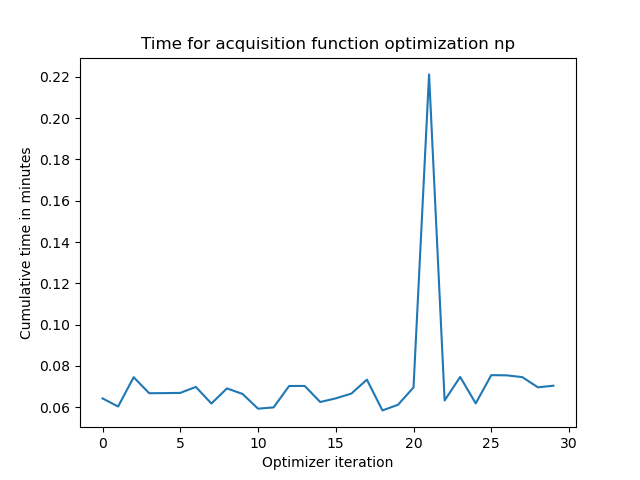 Time for acquisition function optimization np
Cumulative time in minutes
0.22
0.20
0.18
0.16
0.14
0.12
0.10
0.08
0.06
0 5 10 15 20 25 30
Optimizer iteration